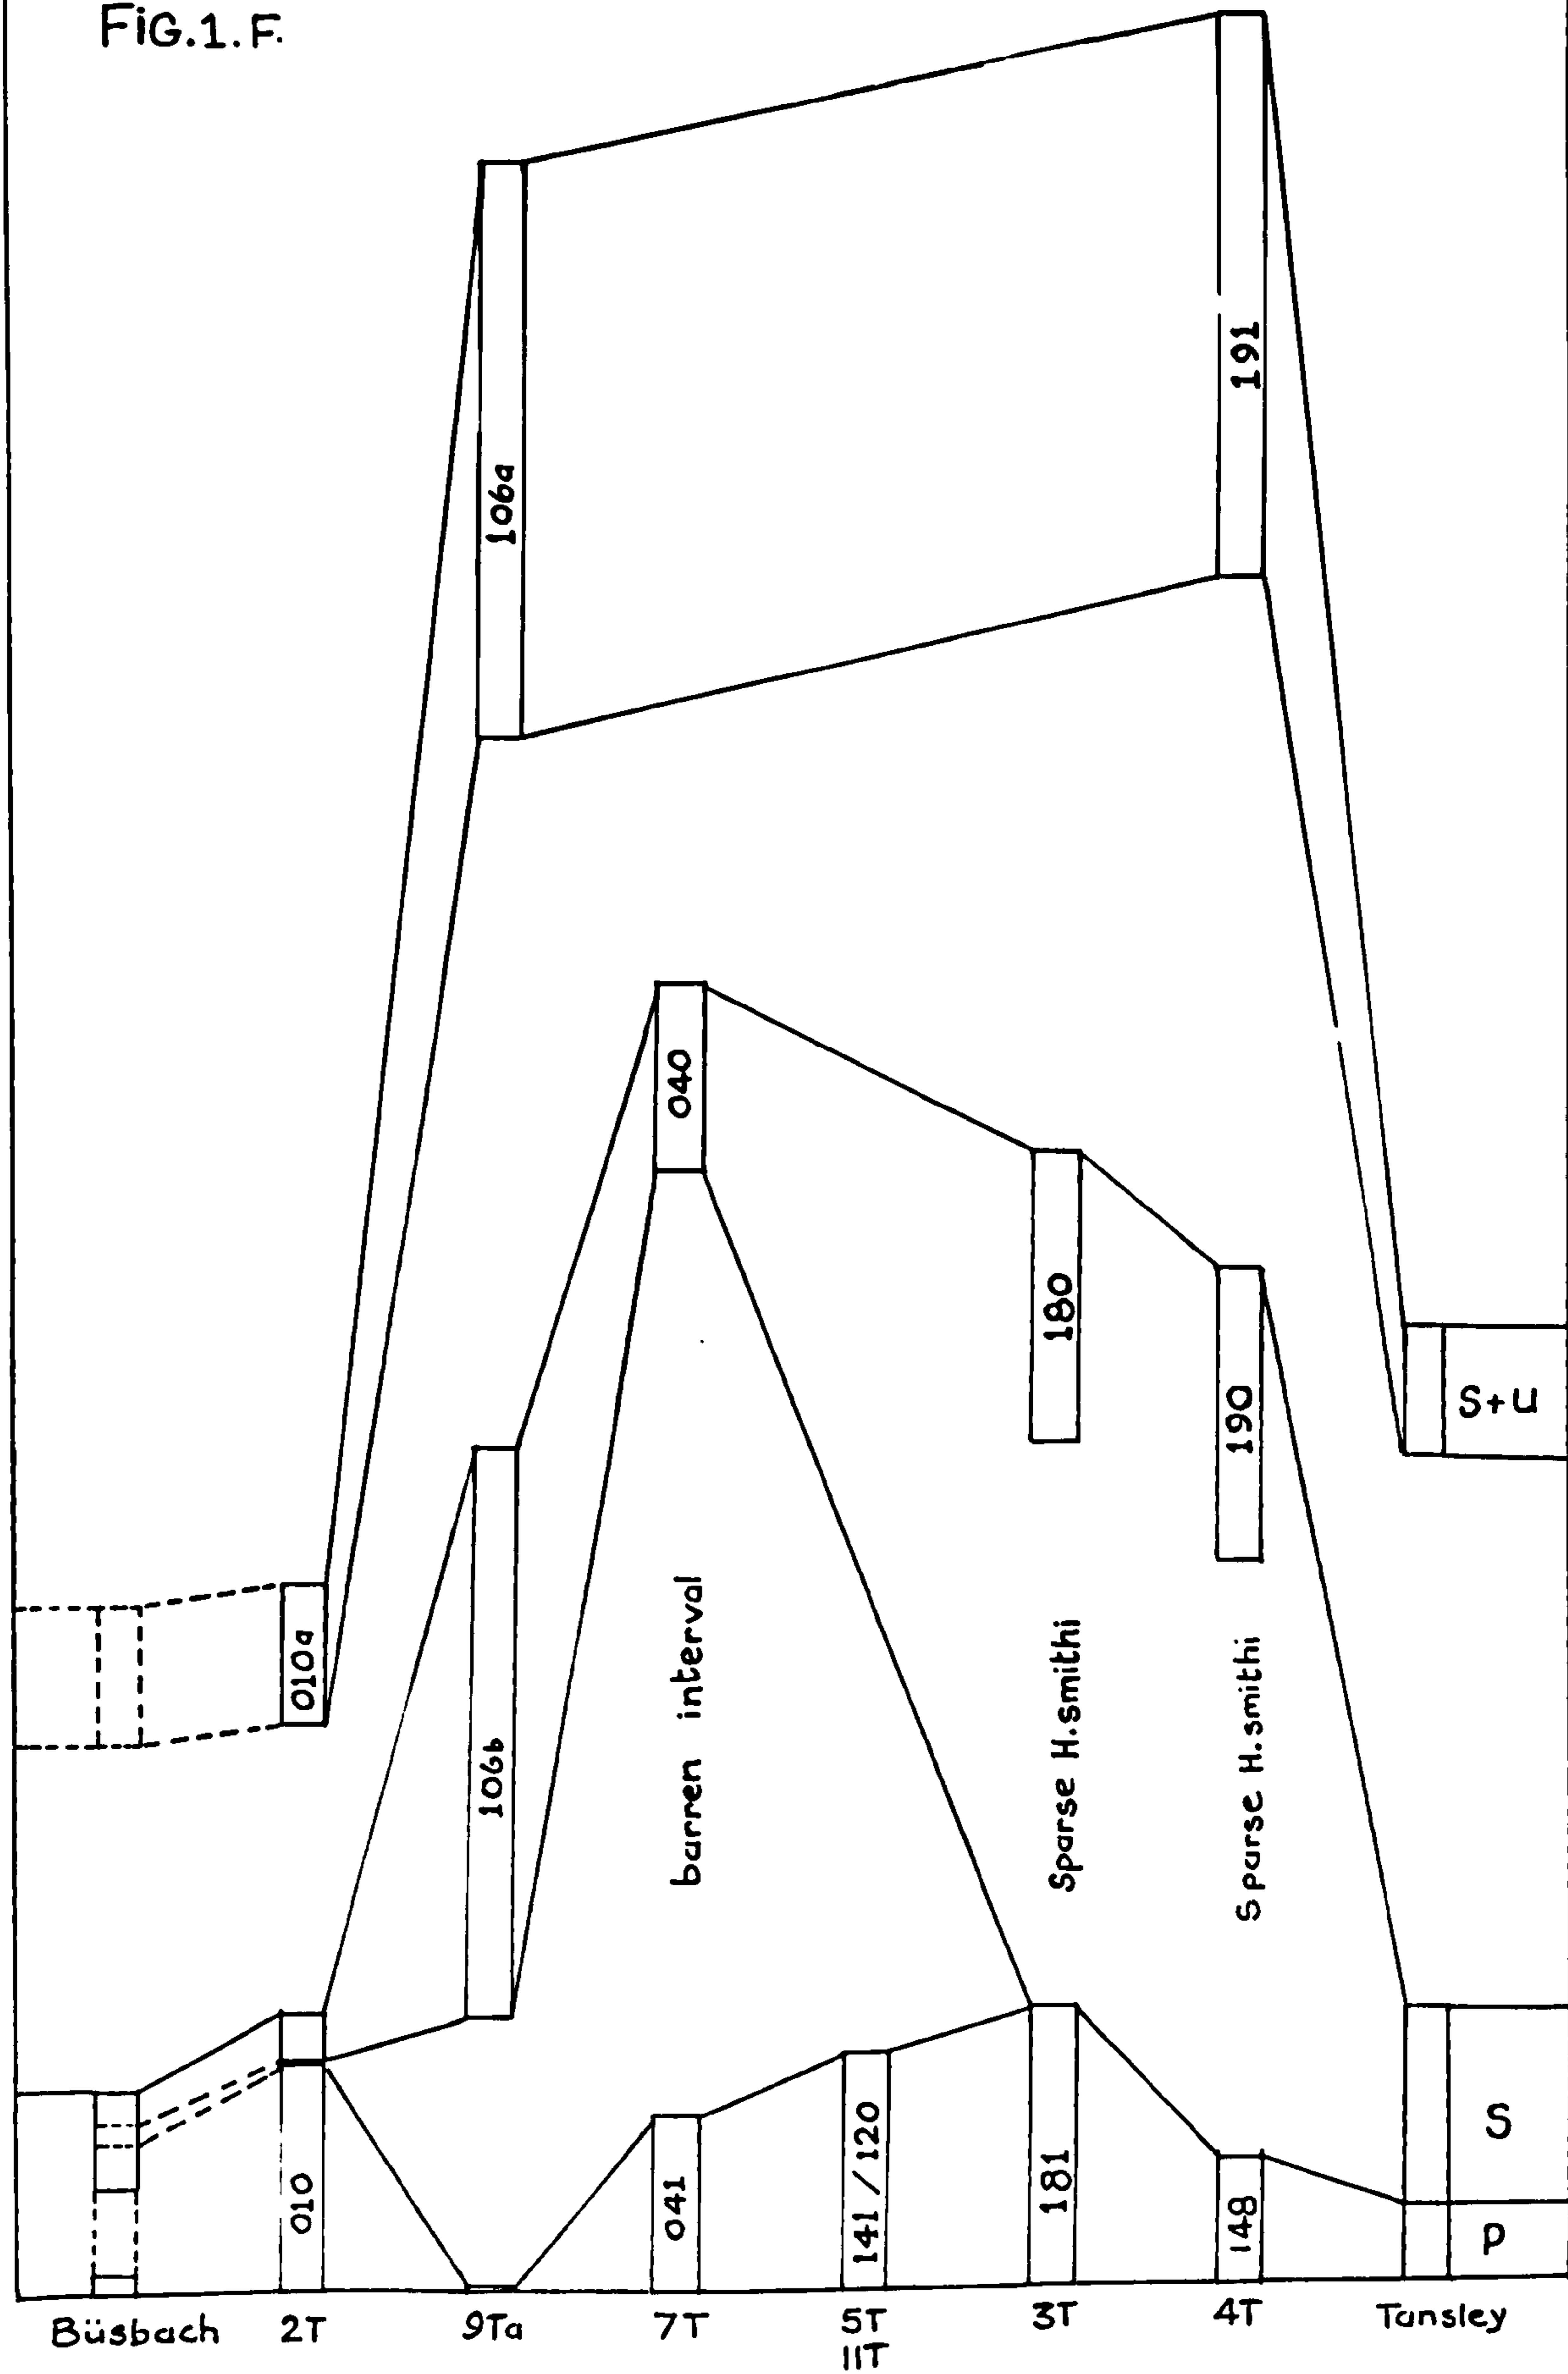 FIG.1.F.
191
106a
040
180
190
S+U
010a
barren interval
Sparse H.smithi
Sparse H.smithi
106b
010
041
141/120
181
148
S
P
Büsbach 2T 9Ta 7T 5T 3T 4T Tansley
11T